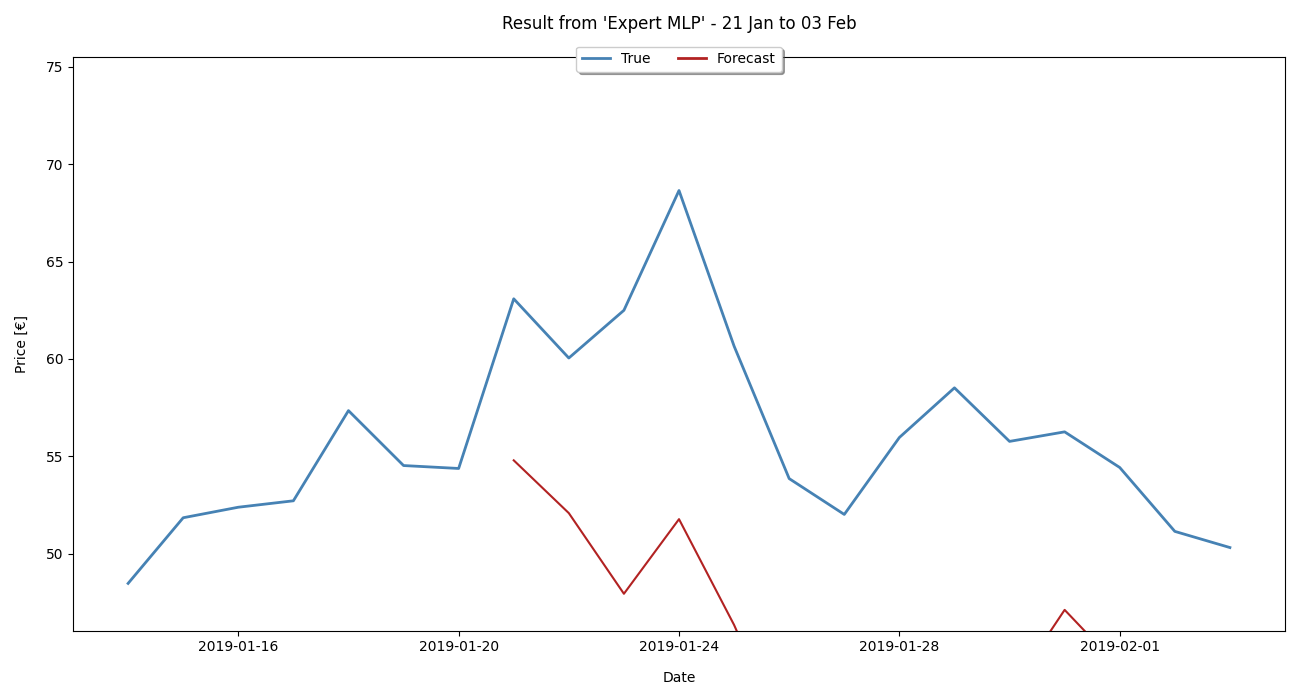 Result from 'Expert MLP' - 21 Jan to 03 Feb
True Forecast
75
70
65
60
55
50
Price [€]
2019-01-16 2019-01-20 2019-01-24 2019-01-28 2019-02-01
Date